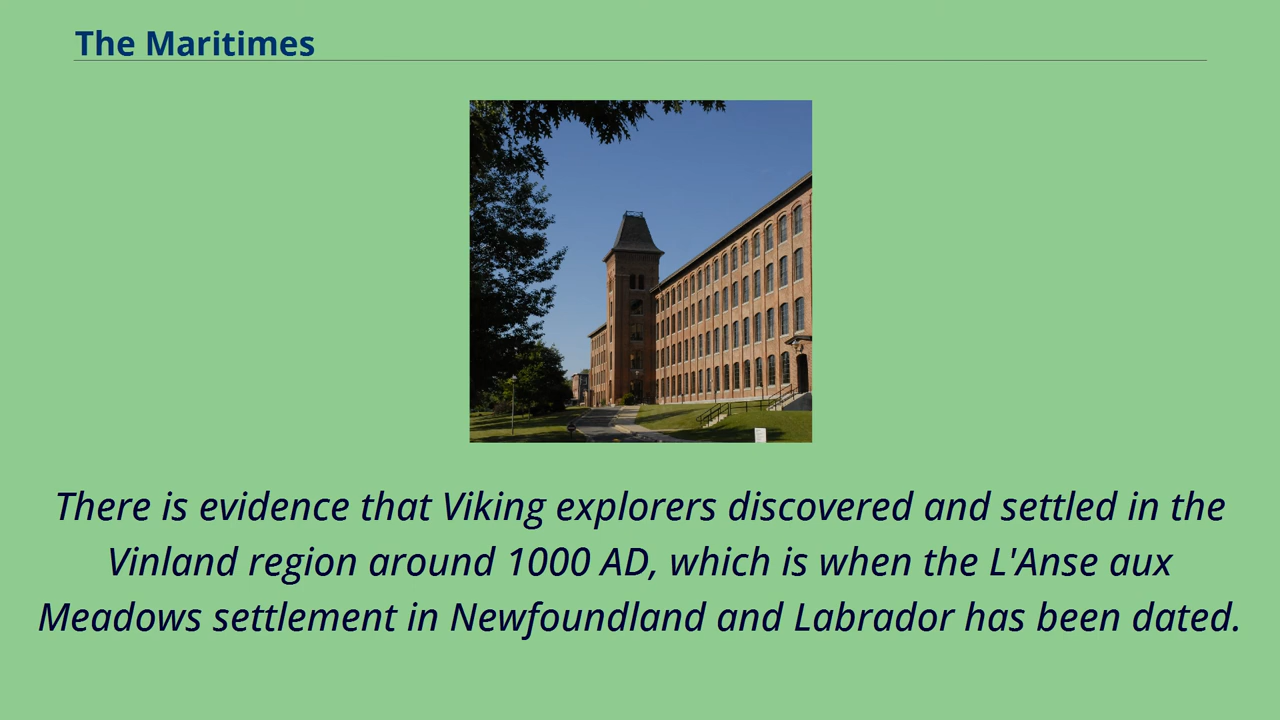 The Maritimes
There is evidence that Viking explorers discovered and settled in the
Vinland region around 1000 AD, which is when the L'Anse aux
Meadows settlement in Newfoundland and Labrador has been dated.